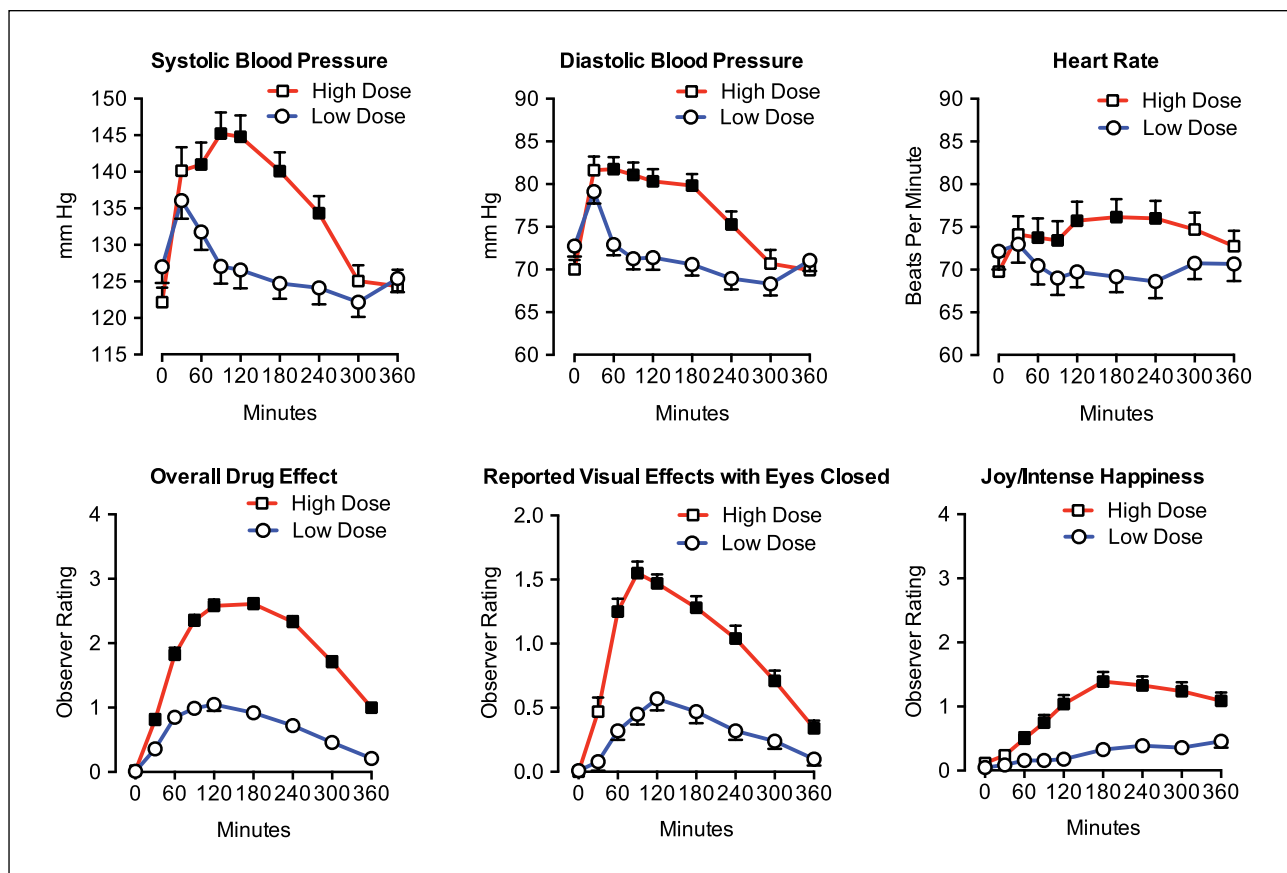 Systolic Blood Pressure
High Dose
Low Dose
mm Hg
150
145
140
135
130
125
120
115
0 60 120 180 240 300 360
Minutes
Diastolic Blood Pressure
High Dose
Low Dose
mm Hg
90
85
80
75
70
65
60
0 60 120 180 240 300 360
Minutes
Heart Rate
High Dose
Low Dose
Beats Per Minute
90
85
80
75
70
65
60
0 60 120 180 240 300 360
Minutes
Overall Drug Effect
High Dose
Low Dose
Observer Rating
4
3
2
1
0
0 60 120 180 240 300 360
Minutes
Reported Visual Effects with Eyes Closed
High Dose
Low Dose
Observer Rating
2.0
1.5
1.0
0.5
0.0
0 60 120 180 240 300 360
Minutes
Joy/Intense Happiness
High Dose
Low Dose
Observer Rating
4
3
2
1
0
0 60 120 180 240 300 360
Minutes